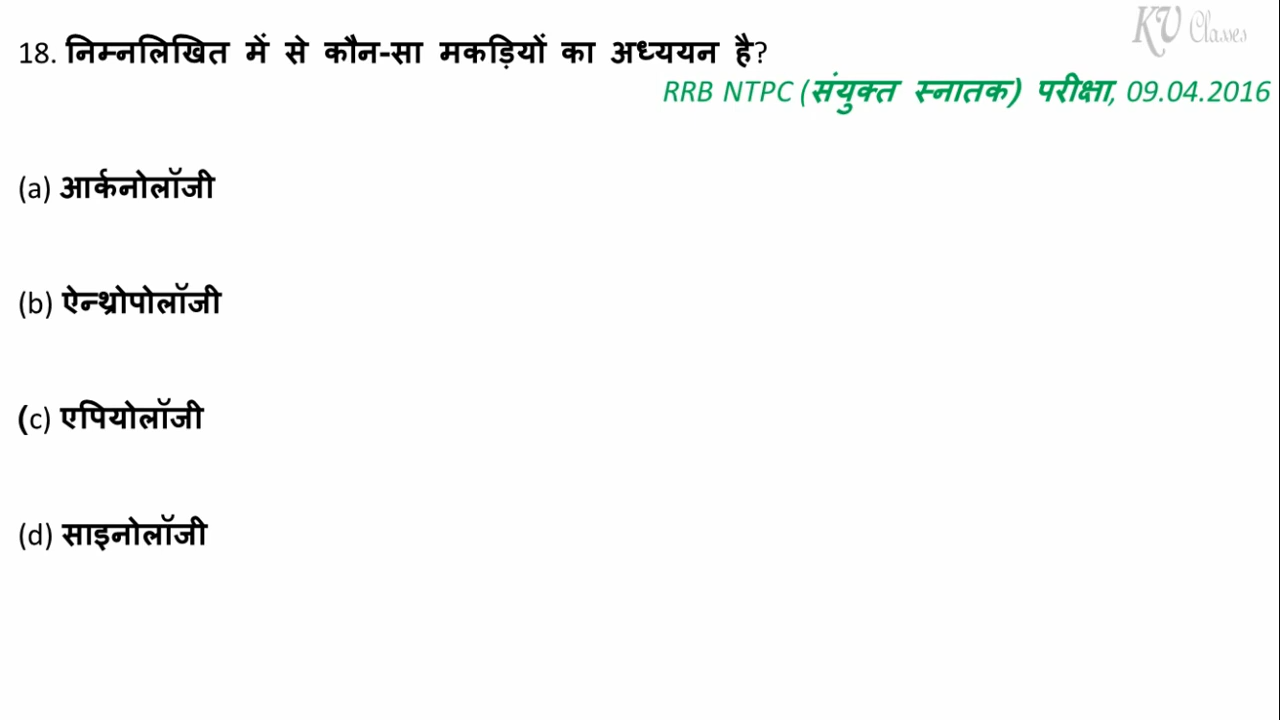 KV Classes
18. निम्नलिखित में से कौन-सा मकड़ियों का अध्ययन है?
RRB NTPC (संयुक्त स्नातक) परीक्षा, 09.04.2016
(a) आर्कनोलॉजी
(b) ऐन्थ्रोपोलॉजी
(c) एपियोलॉजी
(d) साइनोलॉजी